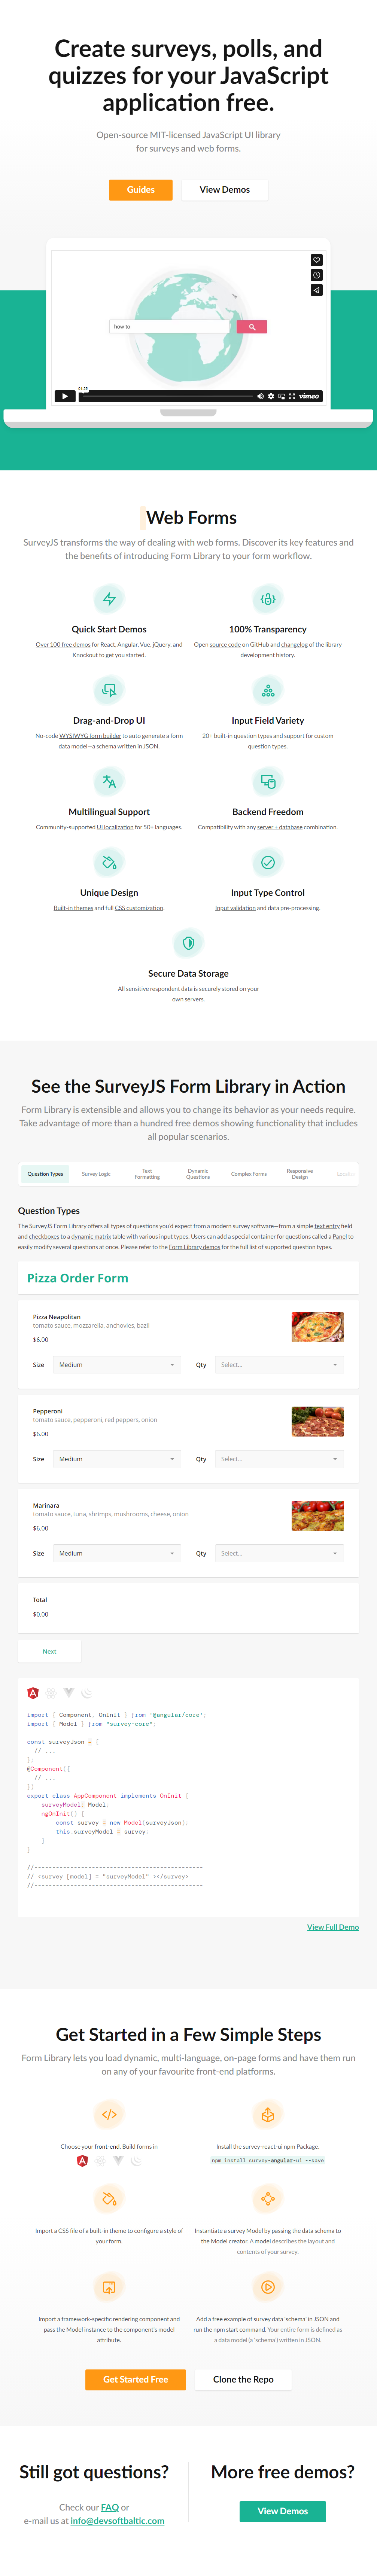 Create surveys, polls, and
quizzes for your JavaScript
application free.
Open-source MIT-licensed JavaScript UI library
for surveys and web forms.
Guides
View Demos
how to
01:28
vimeo
Web Forms
SurveyJS transforms the way of dealing with web forms. Discover its key features and
the benefits of introducing Form Library to your form workflow.
Quick Start Demos
Over 100 free demos for React, Angular, Vue, jQuery, and
Knockout to get you started.
100% Transparency
Open source code on GitHub and changelog of the library
development history.
Drag-and-Drop UI
No-code WYSIWYG form builder to auto generate a form
data model—a schema written in JSON.
Input Field Variety
20+ built-in question types and support for custom
question types.
Multilingual Support
Community-supported UI localization for 50+ languages.
Backend Freedom
Compatibility with any server + database combination.
Unique Design
Built-in themes and full CSS customization.
Input Type Control
Input validation and data pre-processing.
Secure Data Storage
All sensitive respondent data is securely stored on your
own servers.
See the SurveyJS Form Library in Action
Form Library is extensible and allows you to change its behavior as your needs require.
Take advantage of more than a hundred free demos showing functionality that includes
all popular scenarios.
Question Types
Survey Logic
Text
Formatting
Dynamic
Questions
Complex Forms
Responsive
Design
Question Types
The SurveyJS Form Library offers all types of questions you'd expect from a modern survey software—from a simple text entry field
and checkboxes to a dynamic matrix table with various input types. Users can add a special container for questions called a Panel to
easily modify several questions at once. Please refer to the Form Library demos for the full list of supported question types.
Pizza Order Form
Pizza Neapolitan
tomato sauce, mozzarella, anchovies, bazil
$6.00
Size Medium Qty Select...
Pepperoni
tomato sauce, pepperoni, red peppers, onion
$6.00
Size Medium Qty Select...
Marinara
tomato sauce, tuna, shrimps, mushrooms, cheese, onion
$6.00
Size Medium Qty Select...
Total
$0.00
Next
import { Component, OnInit } from '@angular/core';
import { Model } from "survey-core";
const surveyJson = {
// ...
};
@Component({
// ...
})
export class AppComponent implements OnInit {
surveyModel: Model;
ngOnInit() {
const survey = new Model(surveyJson);
this.surveyModel = survey;
}
}
//-----------------------------------------------
// <survey [model] = "surveyModel" ></survey>
//-----------------------------------------------
View Full Demo
Get Started in a Few Simple Steps
Form Library lets you load dynamic, multi-language, on-page forms and have them run
on any of your favourite front-end platforms.
Choose your front-end. Build forms in
Install the survey-react-ui npm Package.
npm install survey-angular-ui --save
Import a CSS file of a built-in theme to configure a style of
your form.
Instantiate a survey Model by passing the data schema to
the Model creator. A model describes the layout and
contents of your survey.
Import a framework-specific rendering component and
pass the Model instance to the component's model
attribute.
Add a free example of survey data 'schema' in JSON and
run the npm start command. Your entire form is defined as
a data model (a 'schema') written in JSON.
Get Started Free
Clone the Repo
Still got questions?
Check our FAQ or
e-mail us at info@devsoftbaltic.com
More free demos?
View Demos